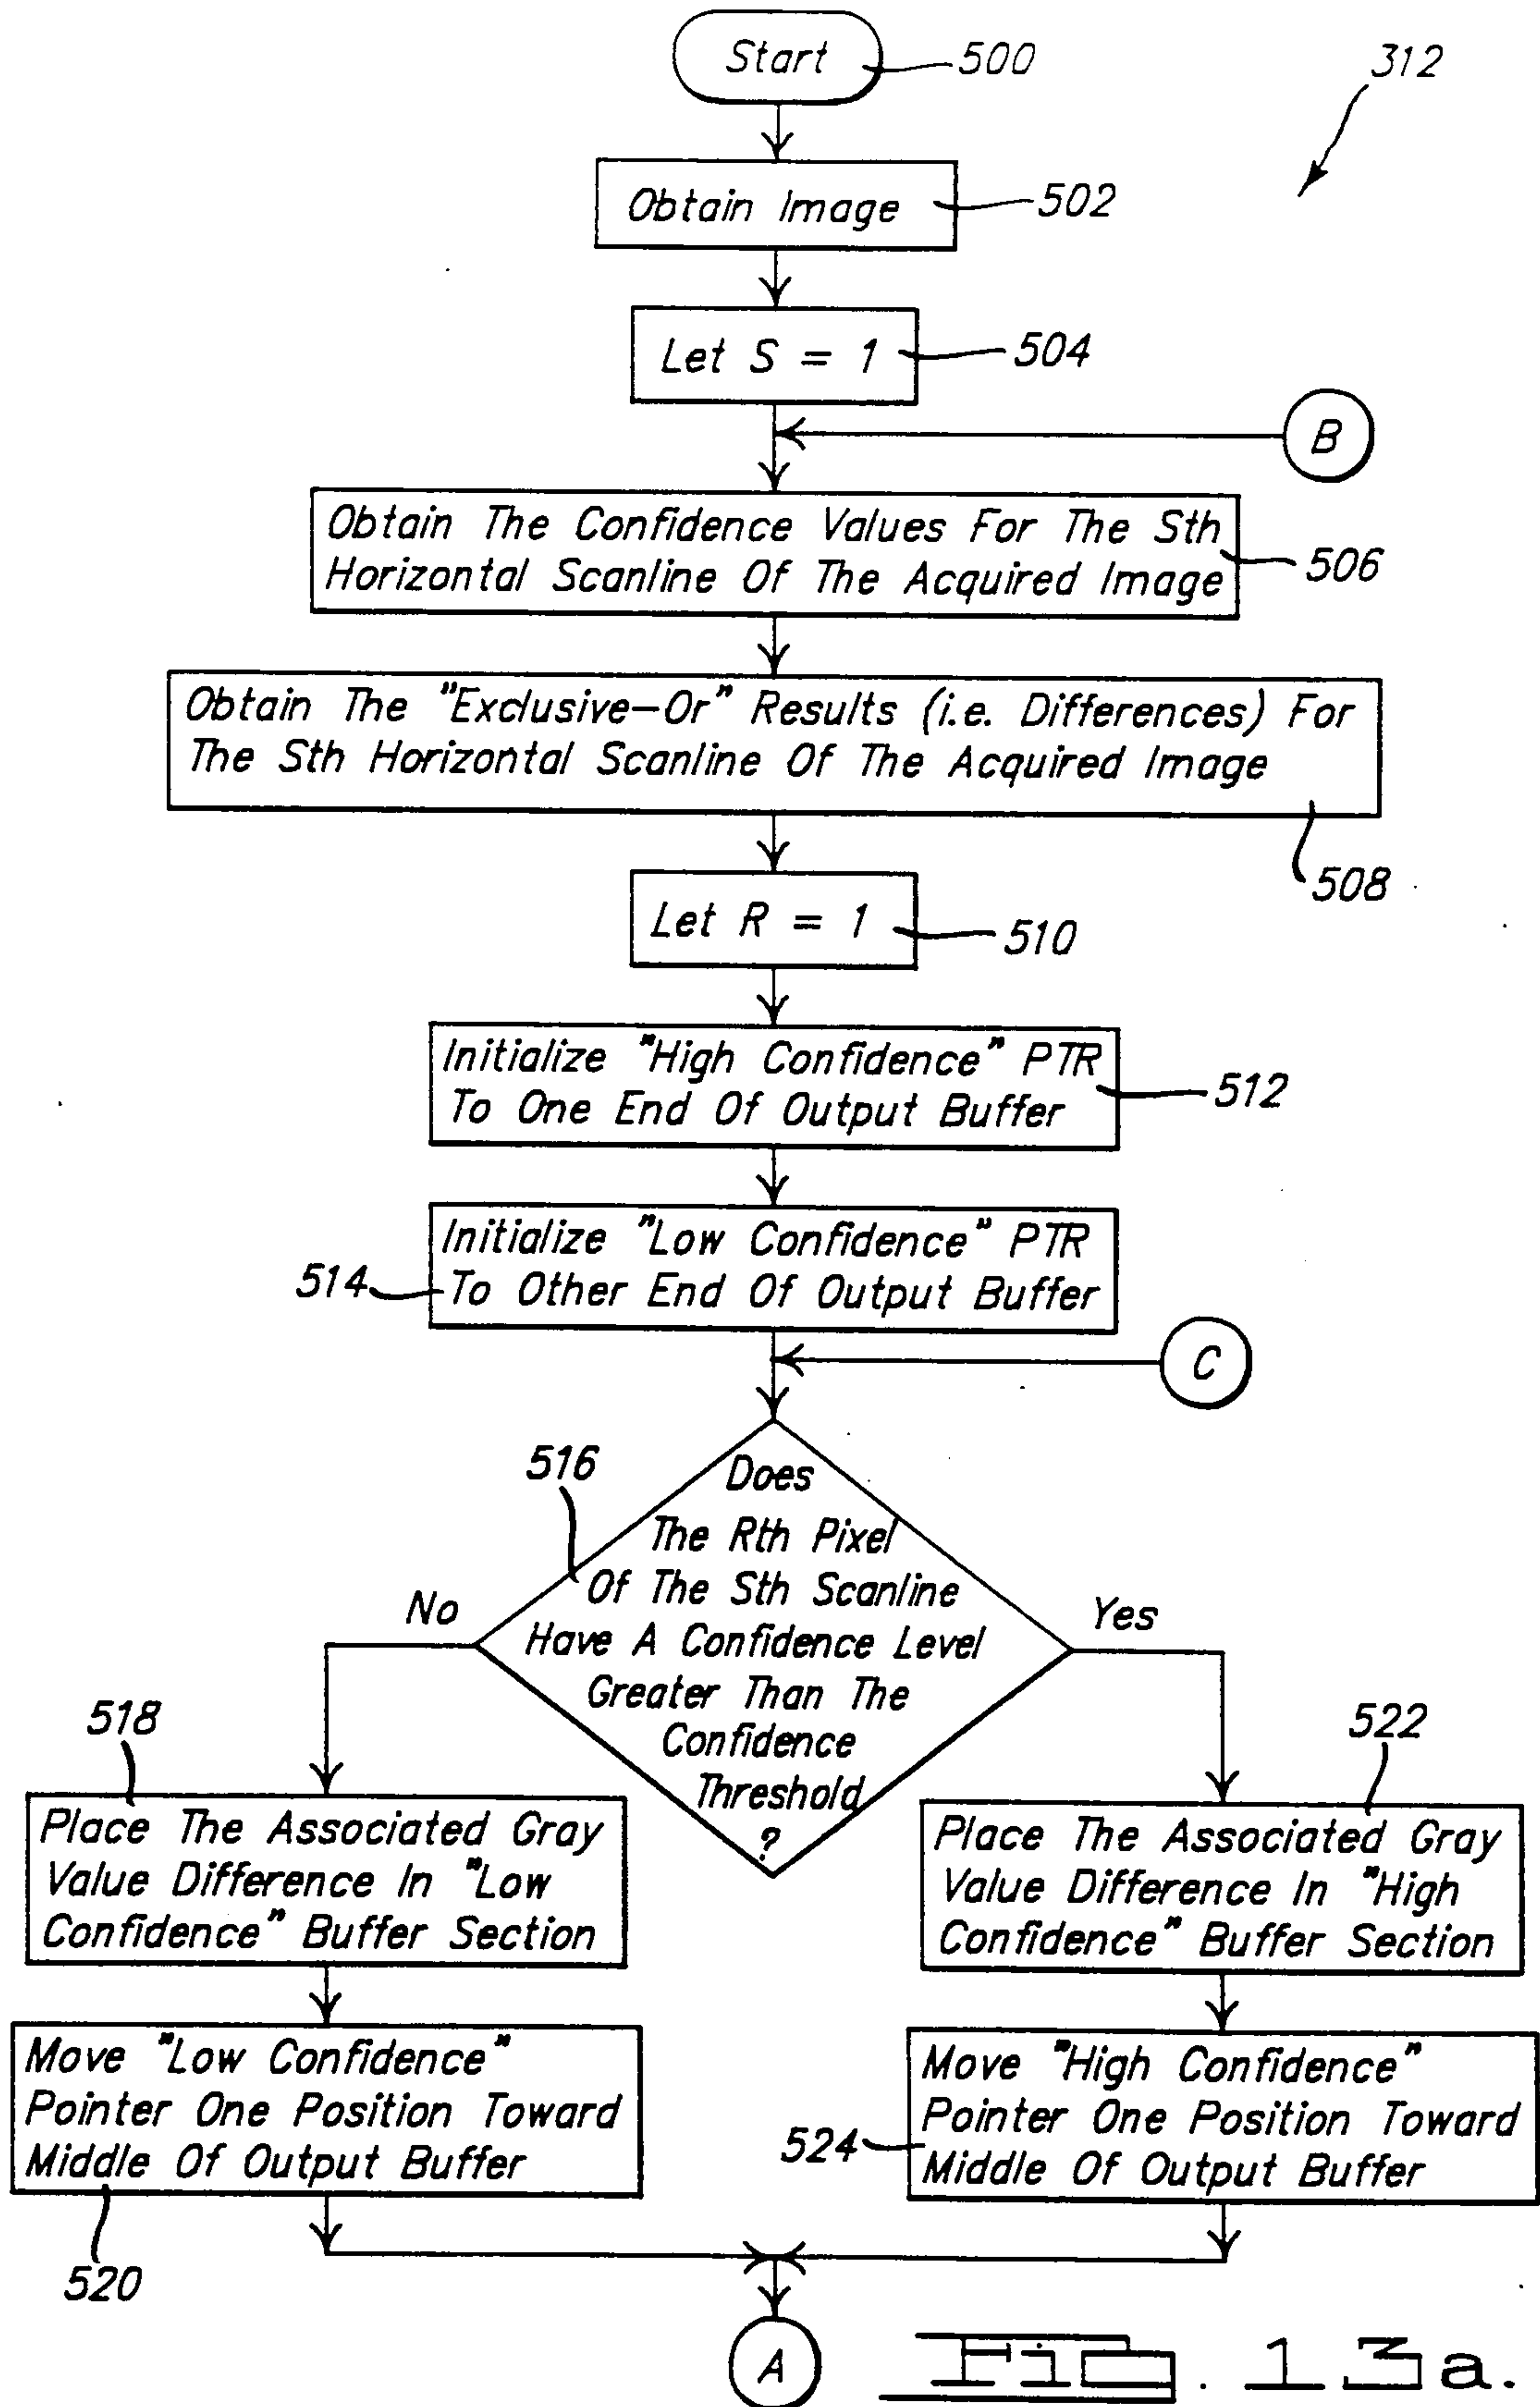 Start
500
312
Obtain Image
502
Let S = 1
504
B
Obtain The Confidence Values For The Sth
Horizontal Scanline Of The Acquired Image
506
Obtain The "Exclusive-Or" Results (i.e. Differences) For
The Sth Horizontal Scanline Of The Acquired Image
508
Let R = 1
510
Initialize "High Confidence" PTR
To One End Of Output Buffer
512
Initialize "Low Confidence" PTR
To Other End Of Output Buffer
514
C
516
Does
The Rth Pixel
Of The Sth Scanline
Have A Confidence Level
Greater Than The
Confidence
Threshold
?
No
Yes
518
Place The Associated Gray
Value Difference In "Low
Confidence" Buffer Section
522
Place The Associated Gray
Value Difference In "High
Confidence" Buffer Section
Move "Low Confidence"
Pointer One Position Toward
Middle Of Output Buffer
520
Move "High Confidence"
Pointer One Position Toward
Middle Of Output Buffer
524
A
FIG. 13a.